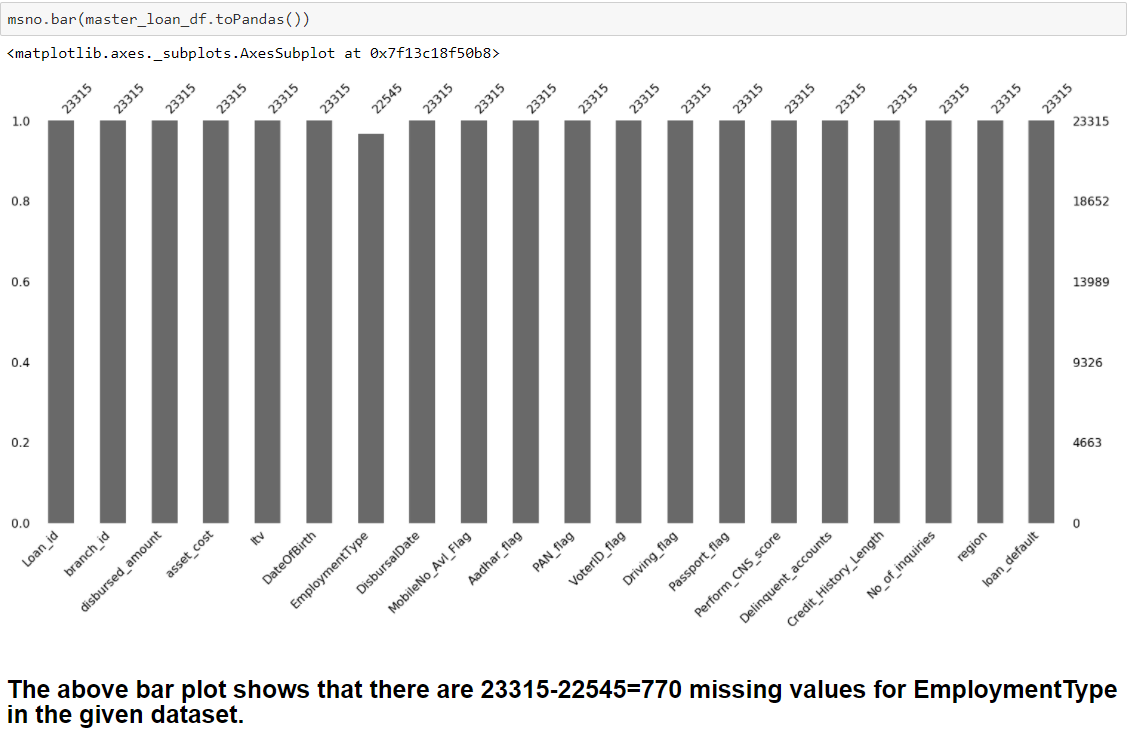 msno.bar(master_loan_df.toPandas())
<matplotlib.axes._subplots.AxesSubplot at 0x7f13c18f50b8>
23315 23315 23315 23315 23315 23315 22545 23315 23315 23315 23315 23315 23315 23315 23315 23315 23315 23315 23315 23315
1.0 23315
0.8 18652
0.6 13989
0.4 9326
0.2 4663
0.0 0
Loan_id branch_id disbursed_amount asset_cost ltv DateOfBirth EmploymentType DisbursalDate MobileNo_Avl_Flag Aadhar_flag PAN_flag VoterID_flag Driving_flag Passport_flag Perform_CNS_score Delinquent_accounts Credit_History_Length No_of_inquiries region loan_default
The above bar plot shows that there are 23315-22545=770 missing values for EmploymentType
in the given dataset.